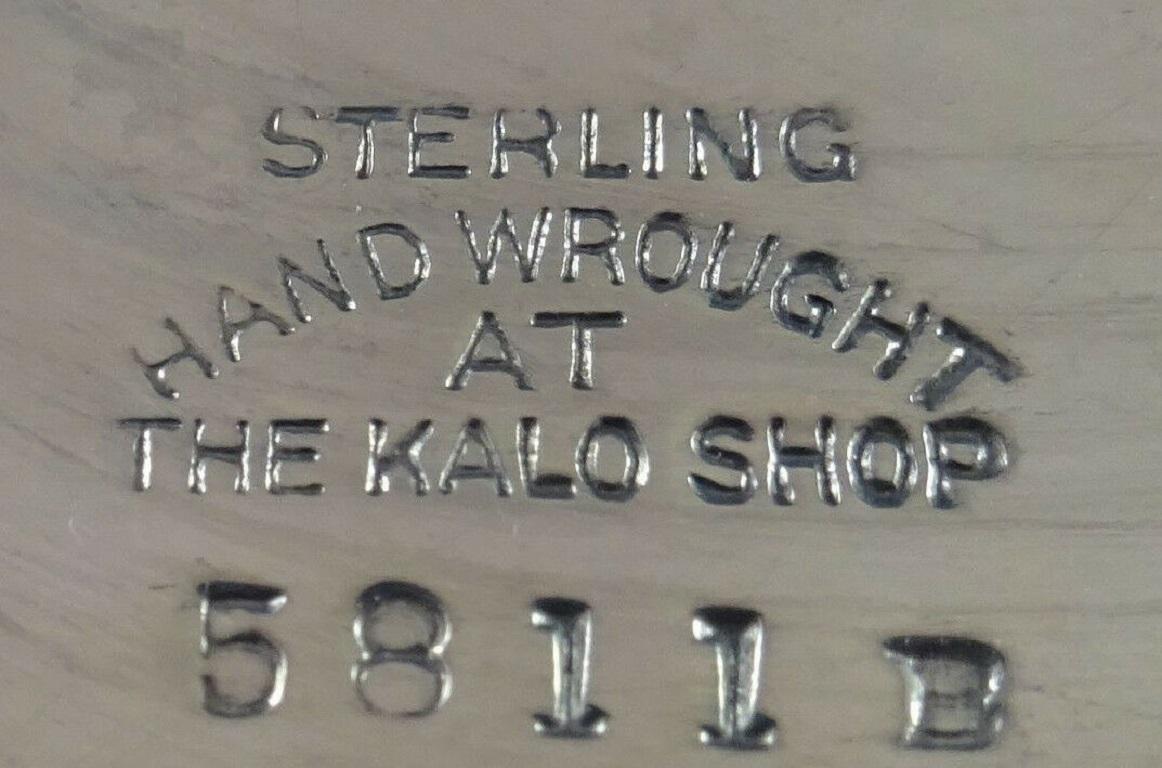 STERLING
HAND WROUGHT
AT
THE KALO SHOP
5811B